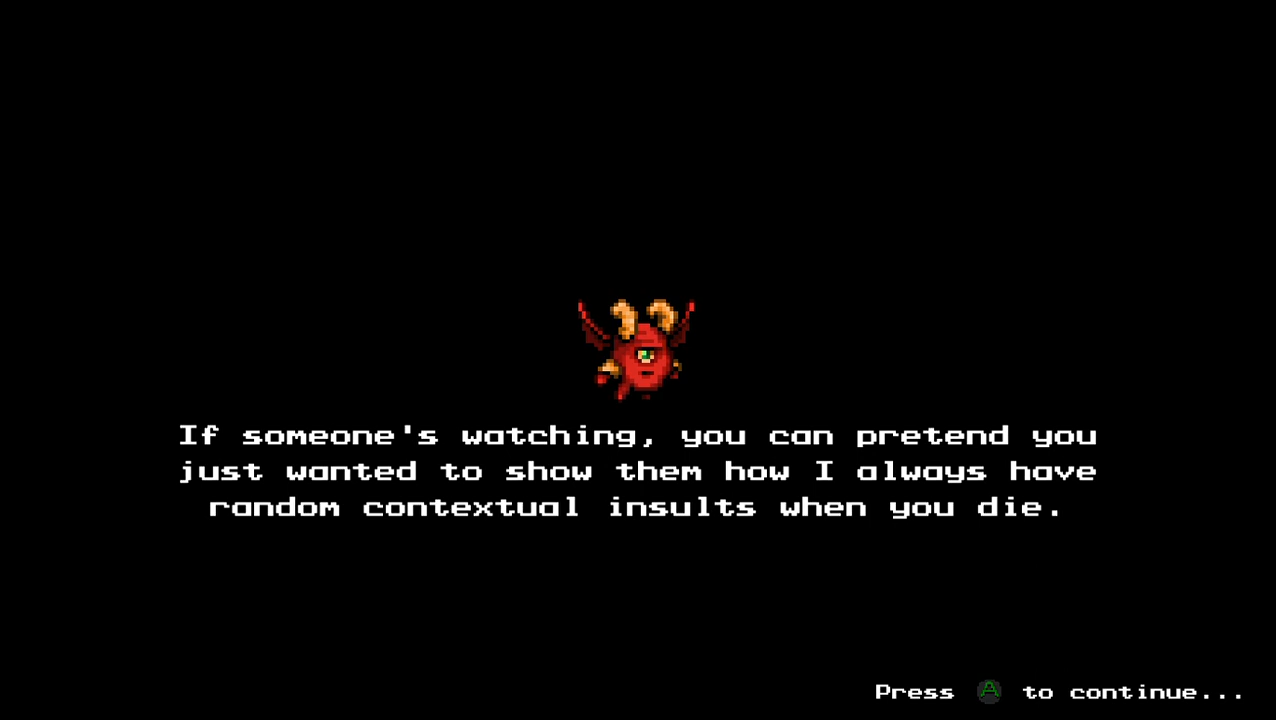 If someone's watching, you can pretend you
just wanted to show them how I always have
random contextual insults when you die.
Press A to continue...